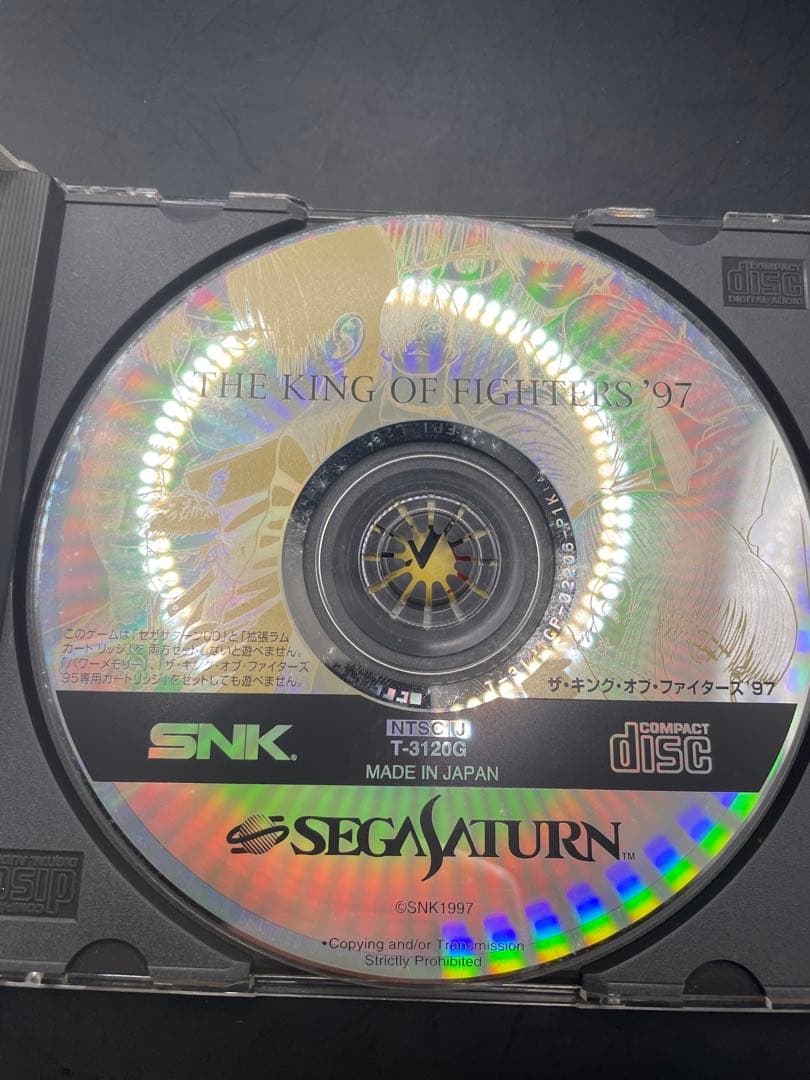 COMPACT
disc
DIGITAL AUDIO
THE KING OF FIGHTERS '97
このゲームは「セガサターンCD」と「拡張ラム
カートリッジ」を両方セットしないと遊べません。
「パワーメモリー」、「ザ・キング・オブ・ファイターズ
'95専用カートリッジ」をセットしても遊べません。
ザ・キング・オブ・ファイターズ'97
SNK
NTSC J
T-3120G
MADE IN JAPAN
COMPACT
disc
SEGA SATURN™
©SNK1997
•Copying and/or Transmission
Strictly Prohibited.